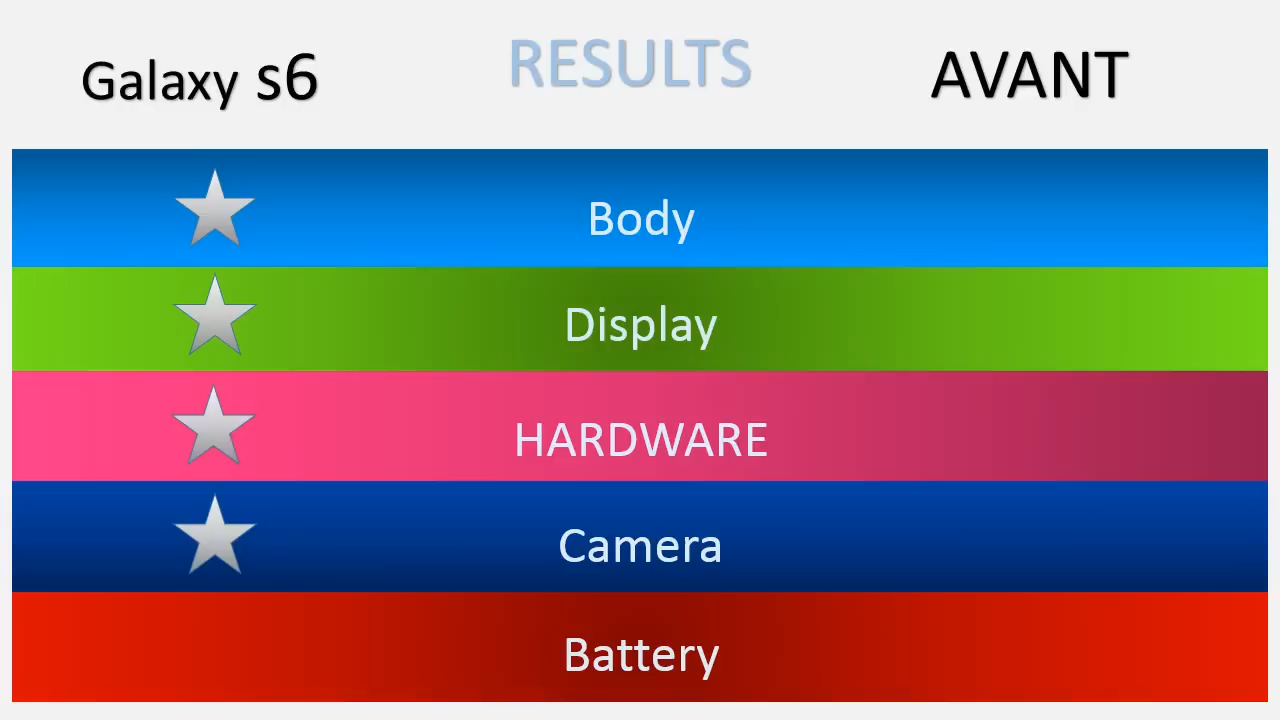 Galaxy s6
RESULTS
AVANT
Body
Display
HARDWARE
Camera
Battery